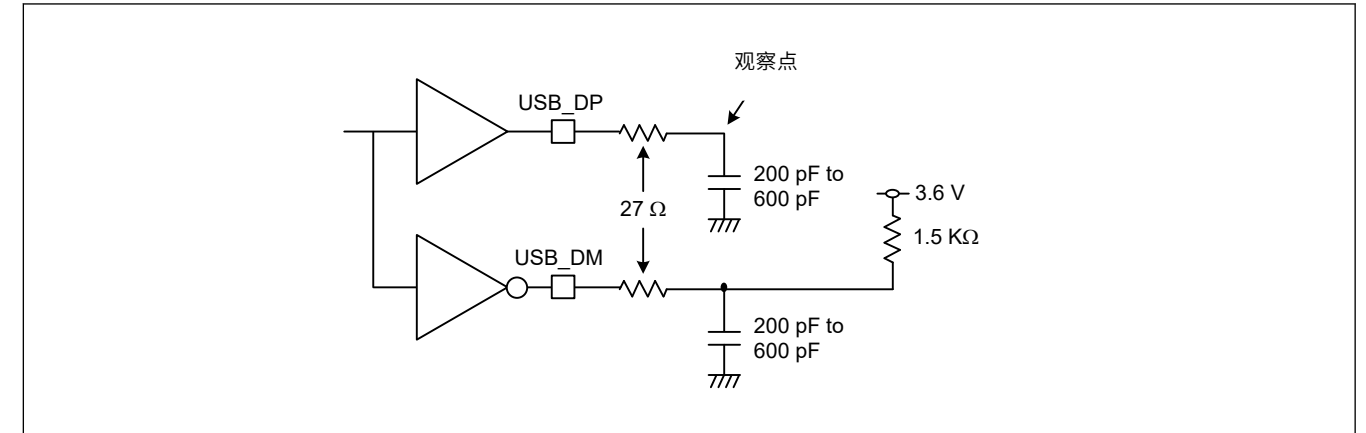 观察点
USB_DP
200 pF to
600 pF
3.6 V
27 Ω
1.5 KΩ
USB_DM
200 pF to
600 pF